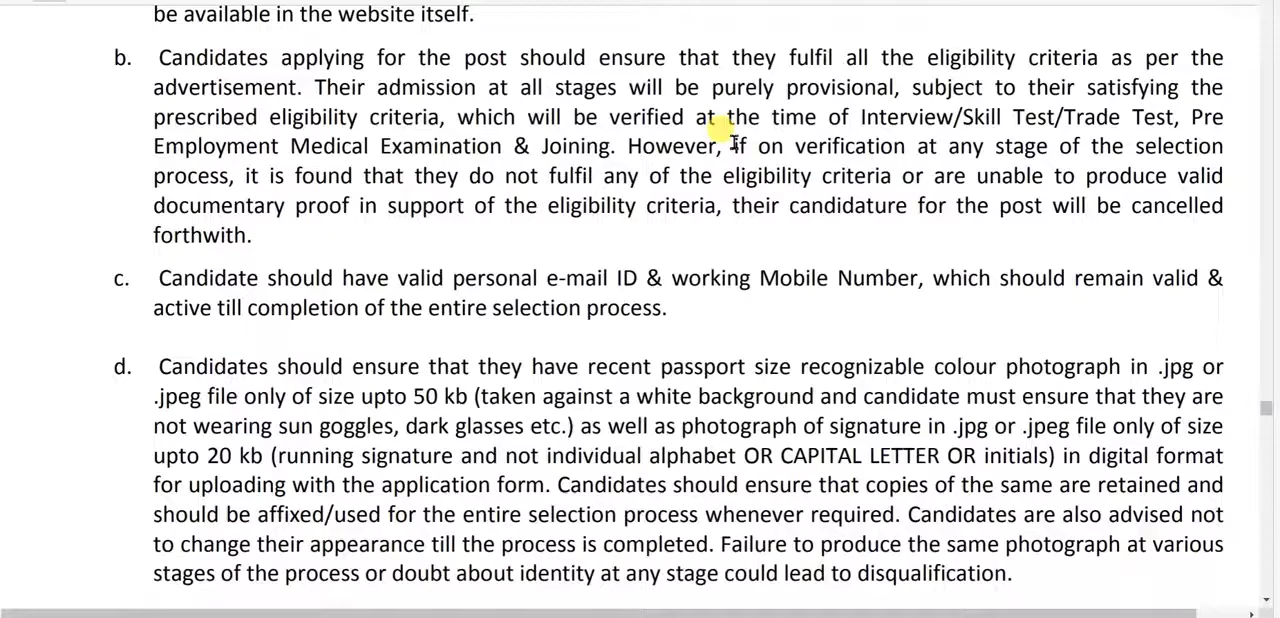 be available in the website itself.
b. Candidates applying for the post should ensure that they fulfil all the eligibility criteria as per the
advertisement. Their admission at all stages will be purely provisional, subject to their satisfying the
prescribed eligibility criteria, which will be verified at the time of Interview/Skill Test/Trade Test, Pre
Employment Medical Examination & Joining. However, if on verification at any stage of the selection
process, it is found that they do not fulfil any of the eligibility criteria or are unable to produce valid
documentary proof in support of the eligibility criteria, their candidature for the post will be cancelled
forthwith.
c. Candidate should have valid personal e-mail ID & working Mobile Number, which should remain valid &
active till completion of the entire selection process.
d. Candidates should ensure that they have recent passport size recognizable colour photograph in .jpg or
.jpeg file only of size upto 50 kb (taken against a white background and candidate must ensure that they are
not wearing sun goggles, dark glasses etc.) as well as photograph of signature in .jpg or .jpeg file only of size
upto 20 kb (running signature and not individual alphabet OR CAPITAL LETTER OR initials) in digital format
for uploading with the application form. Candidates should ensure that copies of the same are retained and
should be affixed/used for the entire selection process whenever required. Candidates are also advised not
to change their appearance till the process is completed. Failure to produce the same photograph at various
stages of the process or doubt about identity at any stage could lead to disqualification.